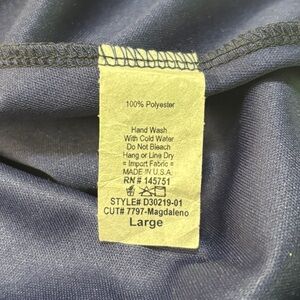 100% Polyester
Hand Wash
With Cold Water
Do Not Bleach
Hang or Line Dry
= Import Fabric =
MADE IN U.S.A.
RN # 145751
STYLE# D30219-01
CUT# 7797-Magdaleno
Large